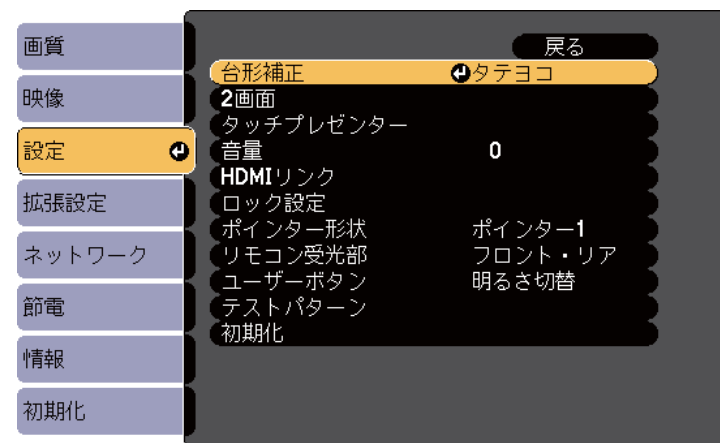 画質
映像
設定
拡張設定
ネットワーク
節電
情報
初期化
戻る
台形補正 タテヨコ
2画面
タッチプレゼンター
音量 0
HDMIリンク
ロック設定
ポインター形状 ポインター1
リモコン受光部 フロント・リア
ユーザーボタン 明るさ切替
テストパターン
初期化